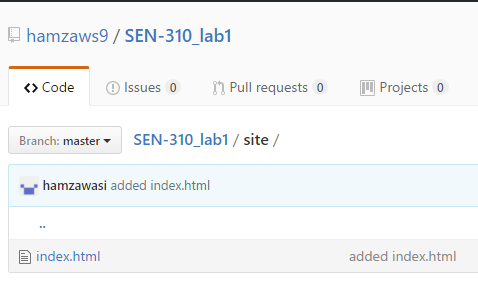 hamzaws9 / SEN-310_lab1
Code Issues 0 Pull requests 0 Projects 0
Branch: master SEN-310_lab1 / site /
hamzawasi added index.html
..
index.html added index.html